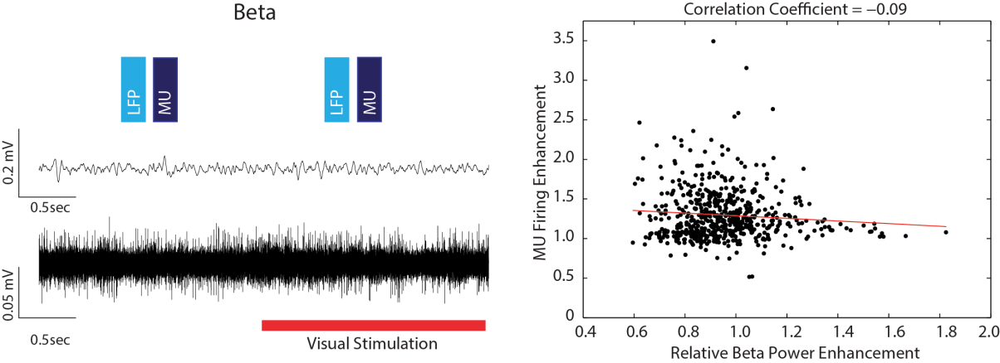 Beta
LFP
MU
LFP
MU
0.2 mV
0.5sec
0.05 mV
0.5sec
Visual Stimulation
Correlation Coefficient = −0.09
MU Firing Enhancement
3.5
3.0
2.5
2.0
1.5
1.0
0.5
0
0.4 0.6 0.8 1.0 1.2 1.4 1.6 1.8 2.0
Relative Beta Power Enhancement